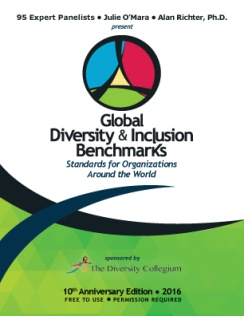 95 Expert Panelists ● Julie O'Mara ● Alan Richter, Ph.D.
present
Global
Diversity & Inclusion
Benchmarks
Standards for Organizations
Around the World
sponsored by
The Diversity Collegium
10th Anniversary Edition ● 2016
FREE TO USE ● PERMISSION REQUIRED